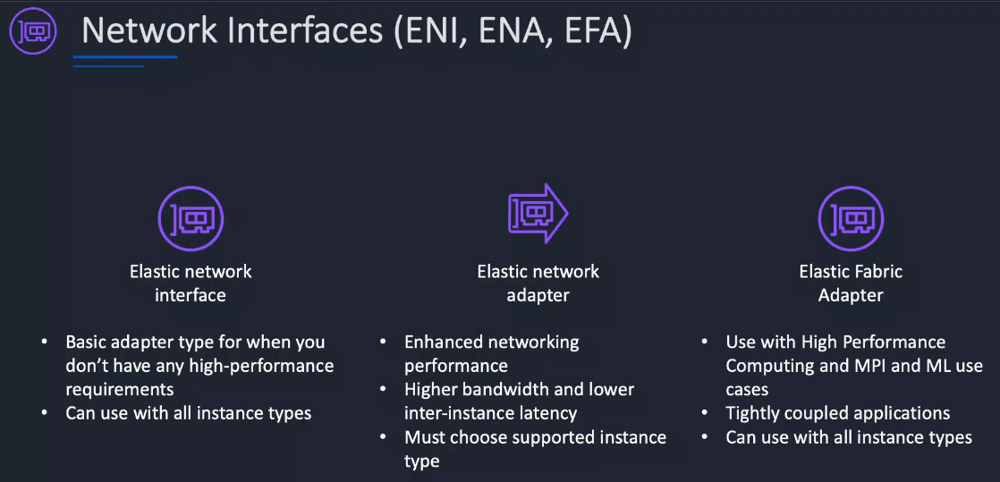 Network Interfaces (ENI, ENA, EFA)
Elastic network
interface
• Basic adapter type for when you
don’t have any high-performance
requirements
• Can use with all instance types
Elastic network
adapter
• Enhanced networking
performance
• Higher bandwidth and lower
inter-instance latency
• Must choose supported instance
type
Elastic Fabric
Adapter
• Use with High Performance
Computing and MPI and ML use
cases
• Tightly coupled applications
• Can use with all instance types